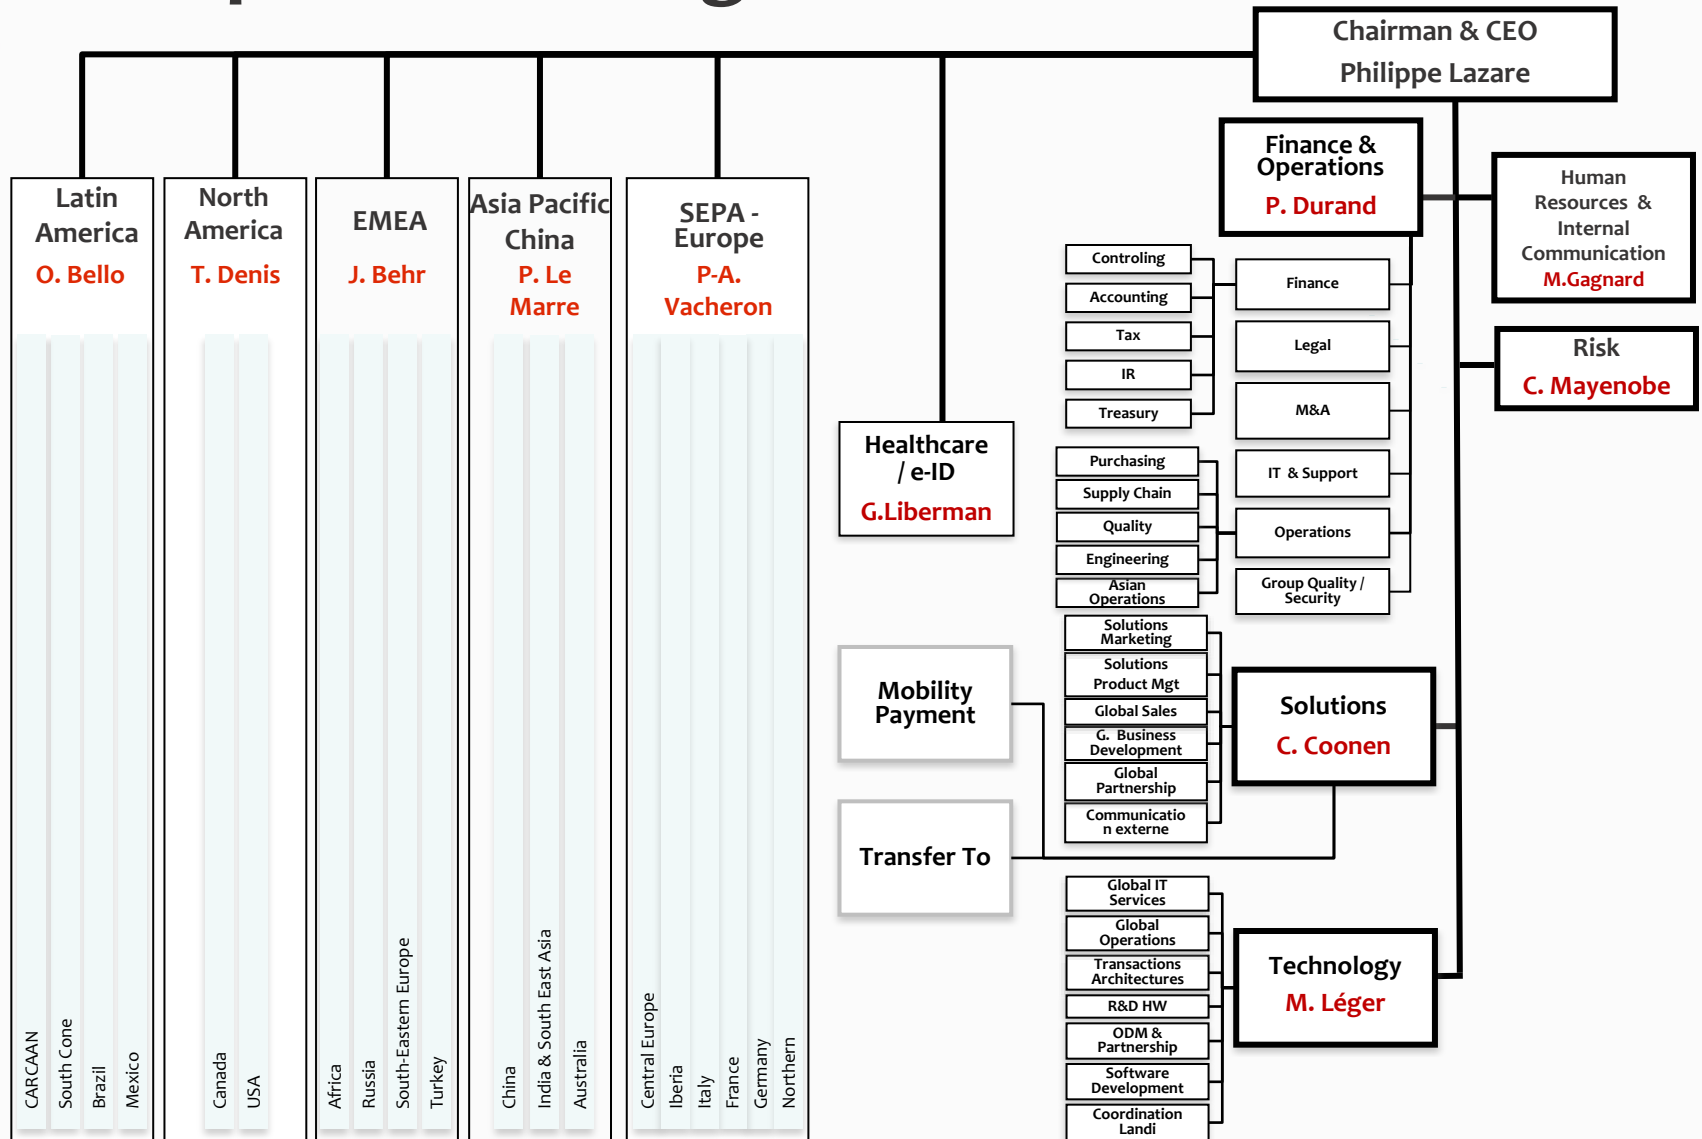 Chairman & CEO
Philippe Lazare
Finance &
Operations
P. Durand
Human
Resources &
Internal
Communication
M.Gagnard
Risk
C. Mayenobe
Latin
America
O. Bello
CARCAAN
South Cone
Brazil
Mexico
North
America
T. Denis
Canada
USA
EMEA
J. Behr
Africa
Russia
South-Eastern Europe
Turkey
Asia Pacific
China
P. Le
Marre
China
India & South East Asia
Australia
SEPA -
Europe
P-A.
Vacheron
Central Europe
Iberia
Italy
France
Germany
Northern
Healthcare
/ e-ID
G.Liberman
Controling
Accounting
Tax
IR
Treasury
Finance
Legal
M&A
IT & Support
Operations
Group Quality /
Security
Purchasing
Supply Chain
Quality
Engineering
Asian
Operations
Solutions
Marketing
Solutions
Product Mgt
Global Sales
G. Business
Development
Global
Partnership
Communicatio
n externe
Solutions
C. Coonen
Mobility
Payment
Transfer To
Global IT
Services
Global
Operations
Transactions
Architectures
R&D HW
ODM &
Partnership
Software
Development
Coordination
Landi
Technology
M. Léger